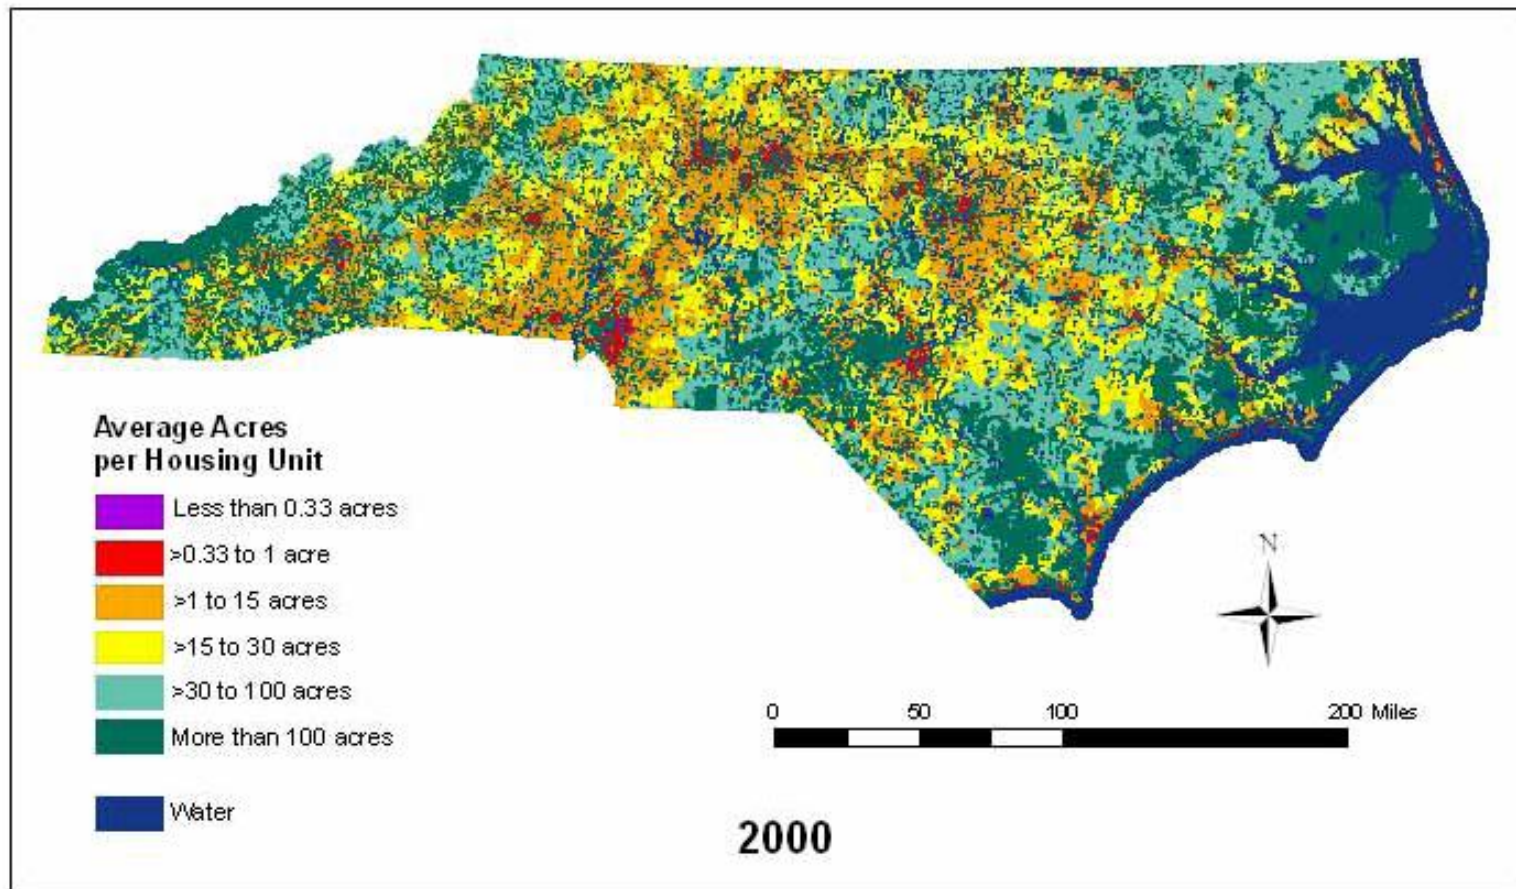 Average Acres
per Housing Unit
Less than 0.33 acres
>0.33 to 1 acre
>1 to 15 acres
>15 to 30 acres
>30 to 100 acres
More than 100 acres
Water
N
0 50 100 200 Miles
2000